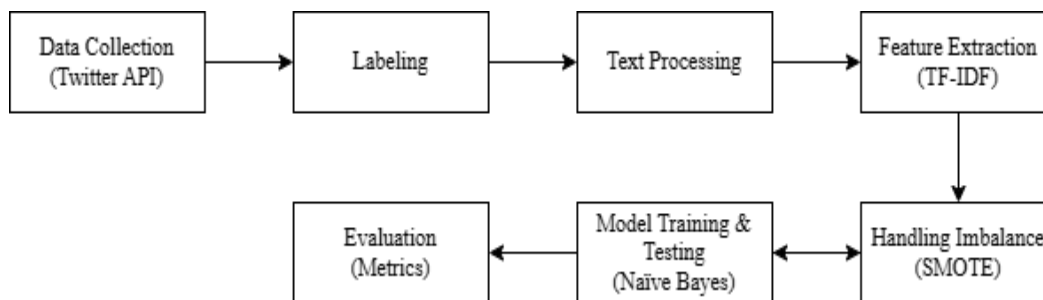 Data Collection
(Twitter API)
Labeling
Text Processing
Feature Extraction
(TF-IDF)
Handling Imbalance
(SMOTE)
Model Training &
Testing
(Naïve Bayes)
Evaluation
(Metrics)